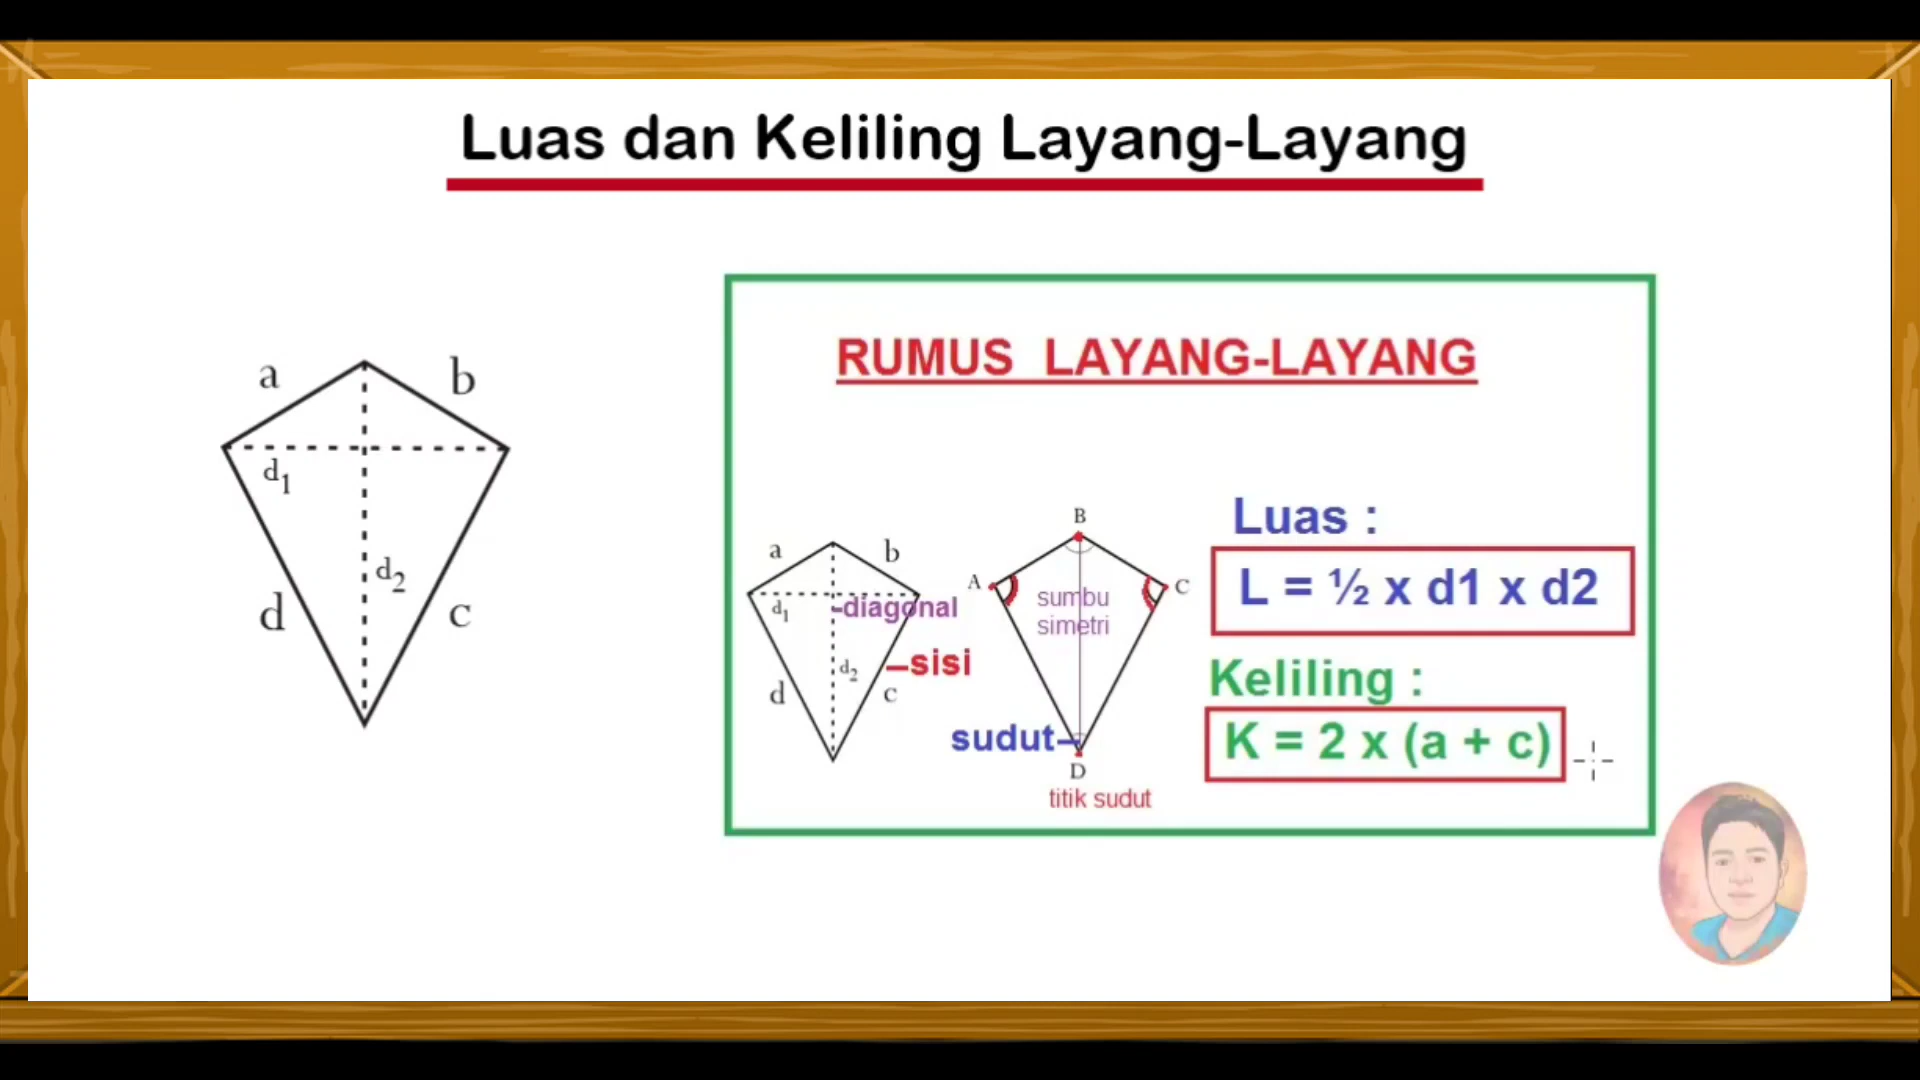 Luas dan Keliling Layang-Layang
a
b
d1
d2
d
c
RUMUS LAYANG-LAYANG
a
b
d1
diagonal
d2
sisi
d
c
B
A
C
sumbu
simetri
sudut
D
titik sudut
Luas :
L = ½ x d1 x d2
Keliling :
K = 2 x (a + c)